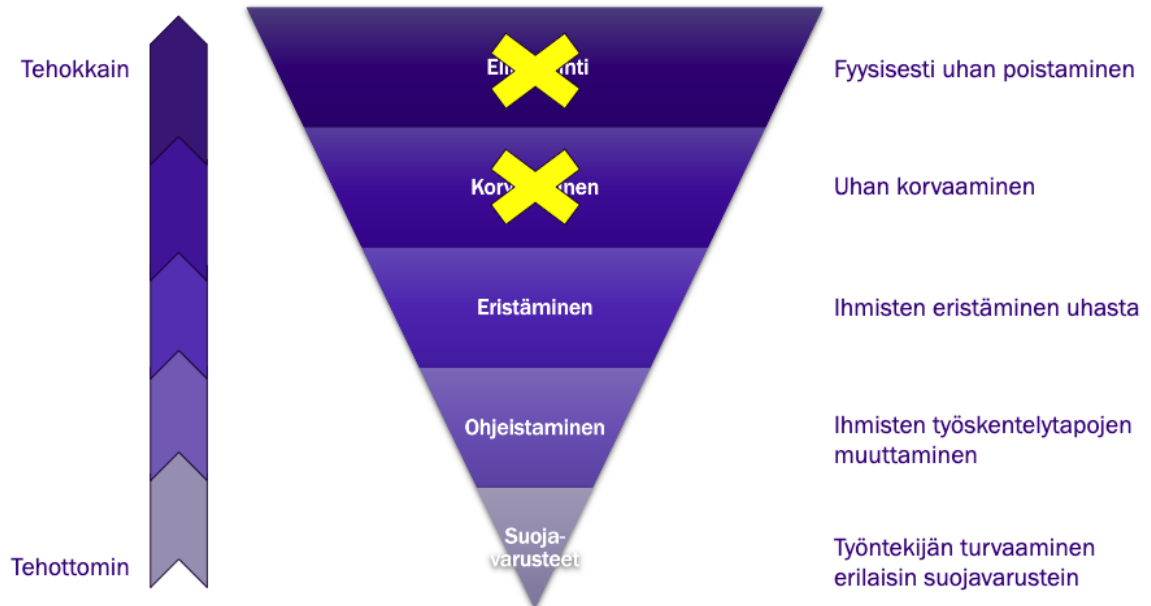 Tehokkain
Fyysisesti uhan poistaminen
Uhan korvaaminen
Eristäminen
Ihmisten eristäminen uhasta
Ohjeistaminen
Ihmisten työskentelytapojen
muuttaminen
Suoja-
varusteet
Tehottomin
Työntekijän turvaaminen
erilaisin suojavarustein